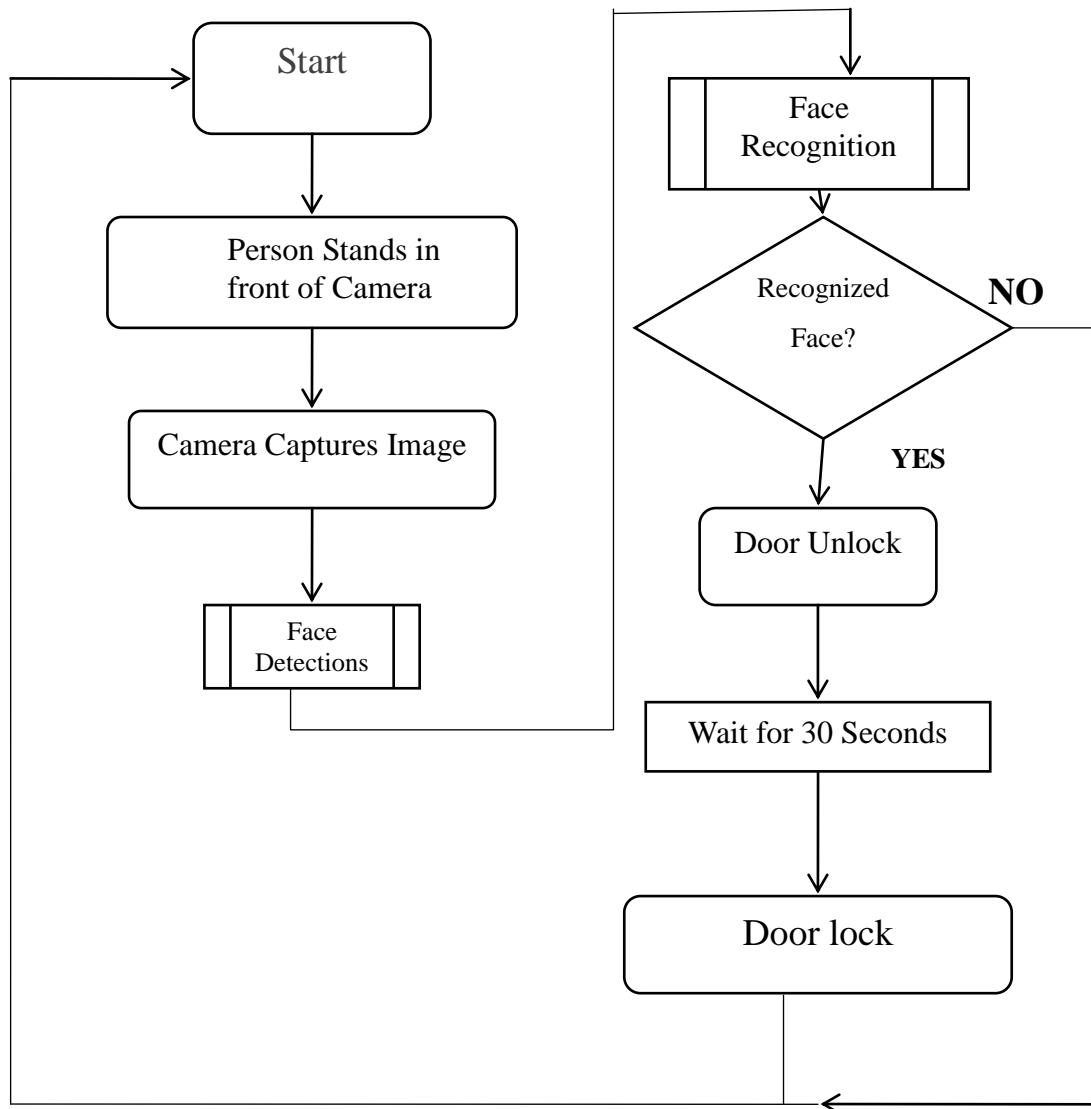 Start
Person Stands in
front of Camera
Camera Captures Image
Face
Detections
Face
Recognition
Recognized
Face?
NO
YES
Door Unlock
Wait for 30 Seconds
Door lock